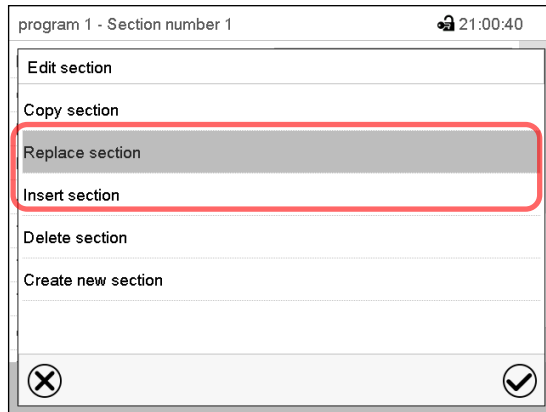 program 1 - Section number 1 21:00:40
Edit section
Copy section
Replace section
Insert section
Delete section
Create new section